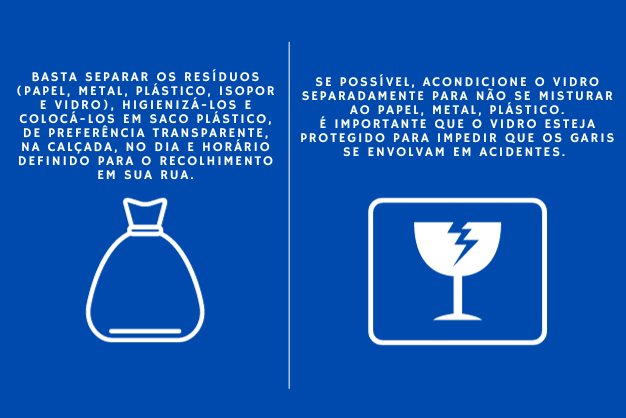 BASTA SEPARAR OS RESÍDUOS
(PAPEL, METAL, PLÁSTICO, ISOPOR
E VIDRO), HIGIENIZÁ-LOS E
COLOCÁ-LOS EM SACO PLÁSTICO,
DE PREFERÊNCIA TRANSPARENTE,
NA CALÇADA, NO DIA E HORÁRIO
DEFINIDO PARA O RECOLHIMENTO
EM SUA RUA.
SE POSSÍVEL, ACONDICIONE O VIDRO
SEPARADAMENTE PARA NÃO SE MISTURAR
AO PAPEL, METAL, PLÁSTICO.
É IMPORTANTE QUE O VIDRO ESTEJA
PROTEGIDO PARA IMPEDIR QUE OS GARIS
SE ENVOLVAM EM ACIDENTES.